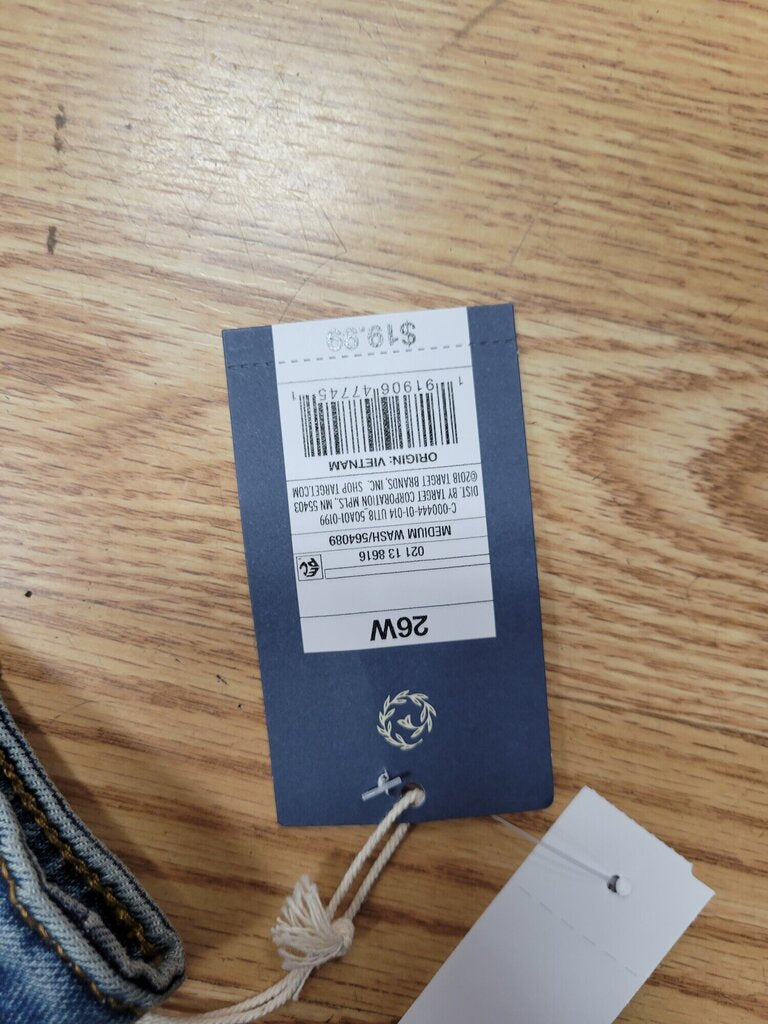 26W
021 13 8616
MEDIUM WASH/564089
C-000444-01-014 UT18 50A01-0199
DIST. BY TARGET CORPORATION MPLS., MN 55403
©2018 TARGET BRANDS, INC. SHOP TARGET.COM
ORIGIN: VIETNAM
1 91906 47745 1
$19.99